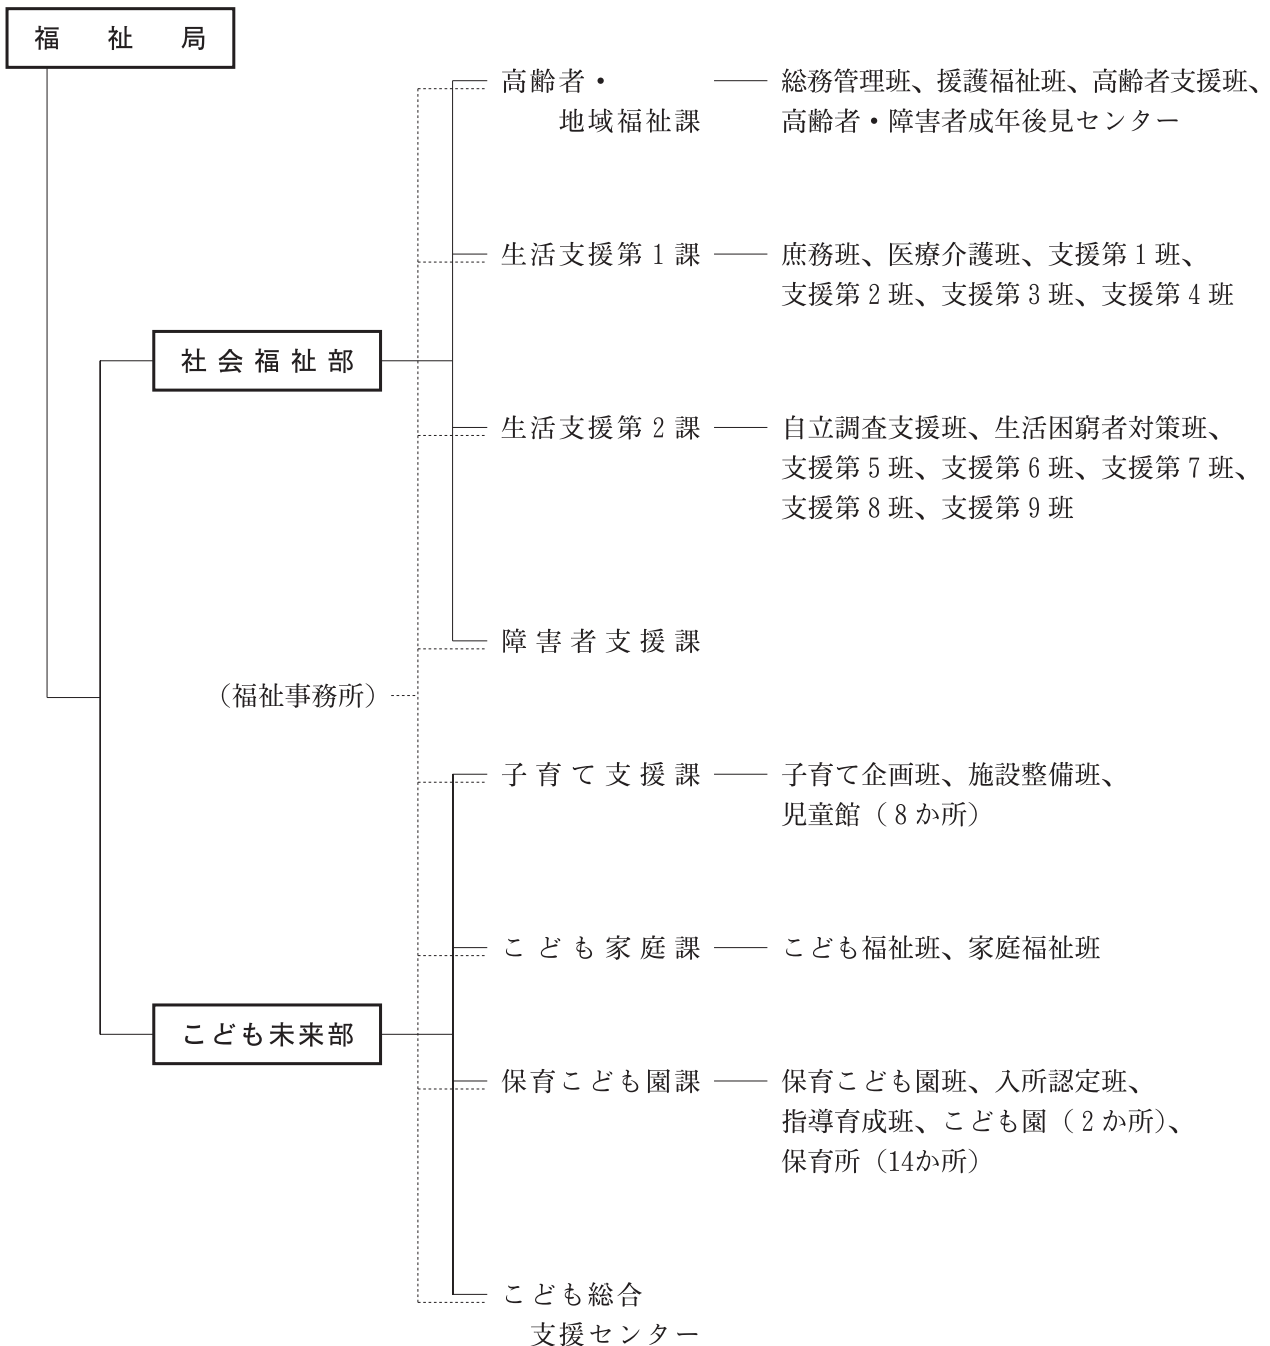 福祉局
高齢者・
地域福祉課
総務管理班、援護福祉班、高齢者支援班、
高齢者・障害者成年後見センター
生活支援第1課
庶務班、医療介護班、支援第1班、
支援第2班、支援第3班、支援第4班
社会福祉部
生活支援第2課
自立調査支援班、生活困窮者対策班、
支援第5班、支援第6班、支援第7班、
支援第8班、支援第9班
障害者支援課
（福祉事務所）
子育て支援課
子育て企画班、施設整備班、
児童館（8か所）
こども家庭課
こども福祉班、家庭福祉班
こども未来部
保育こども園課
保育こども園班、入所認定班、
指導育成班、こども園（2か所）、
保育所（14か所）
こども総合
支援センター